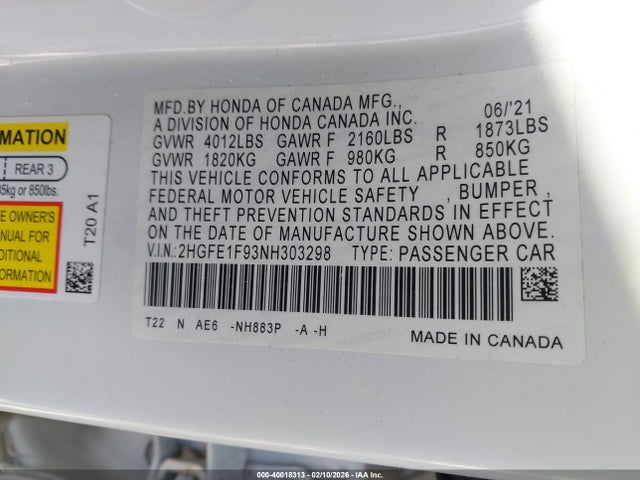 MATION
REAR 3
35kg or 850lbs.
E OWNER'S
NUAL FOR
DITIONAL
FORMATION
T20 A1
MFD.BY HONDA OF CANADA MFG., 06/'21
A DIVISION OF HONDA CANADA INC.
GVWR 4012LBS GAWR F 2160LBS R 1873LBS
GVWR 1820KG GAWR F 980KG R 850KG
THIS VEHICLE CONFORMS TO ALL APPLICABLE
FEDERAL MOTOR VEHICLE SAFETY , BUMPER ,
AND THEFT PREVENTION STANDARDS IN EFFECT
ON THE DATE OF MANUFACTURE SHOWN ABOVE.
V.I.N.:2HGFE1F93NH303298 TYPE: PASSENGER CAR
T22 N AE6 -NH883P -A -H
MADE IN CANADA
000-40018313 - 02/10/2026 - IAA Inc.